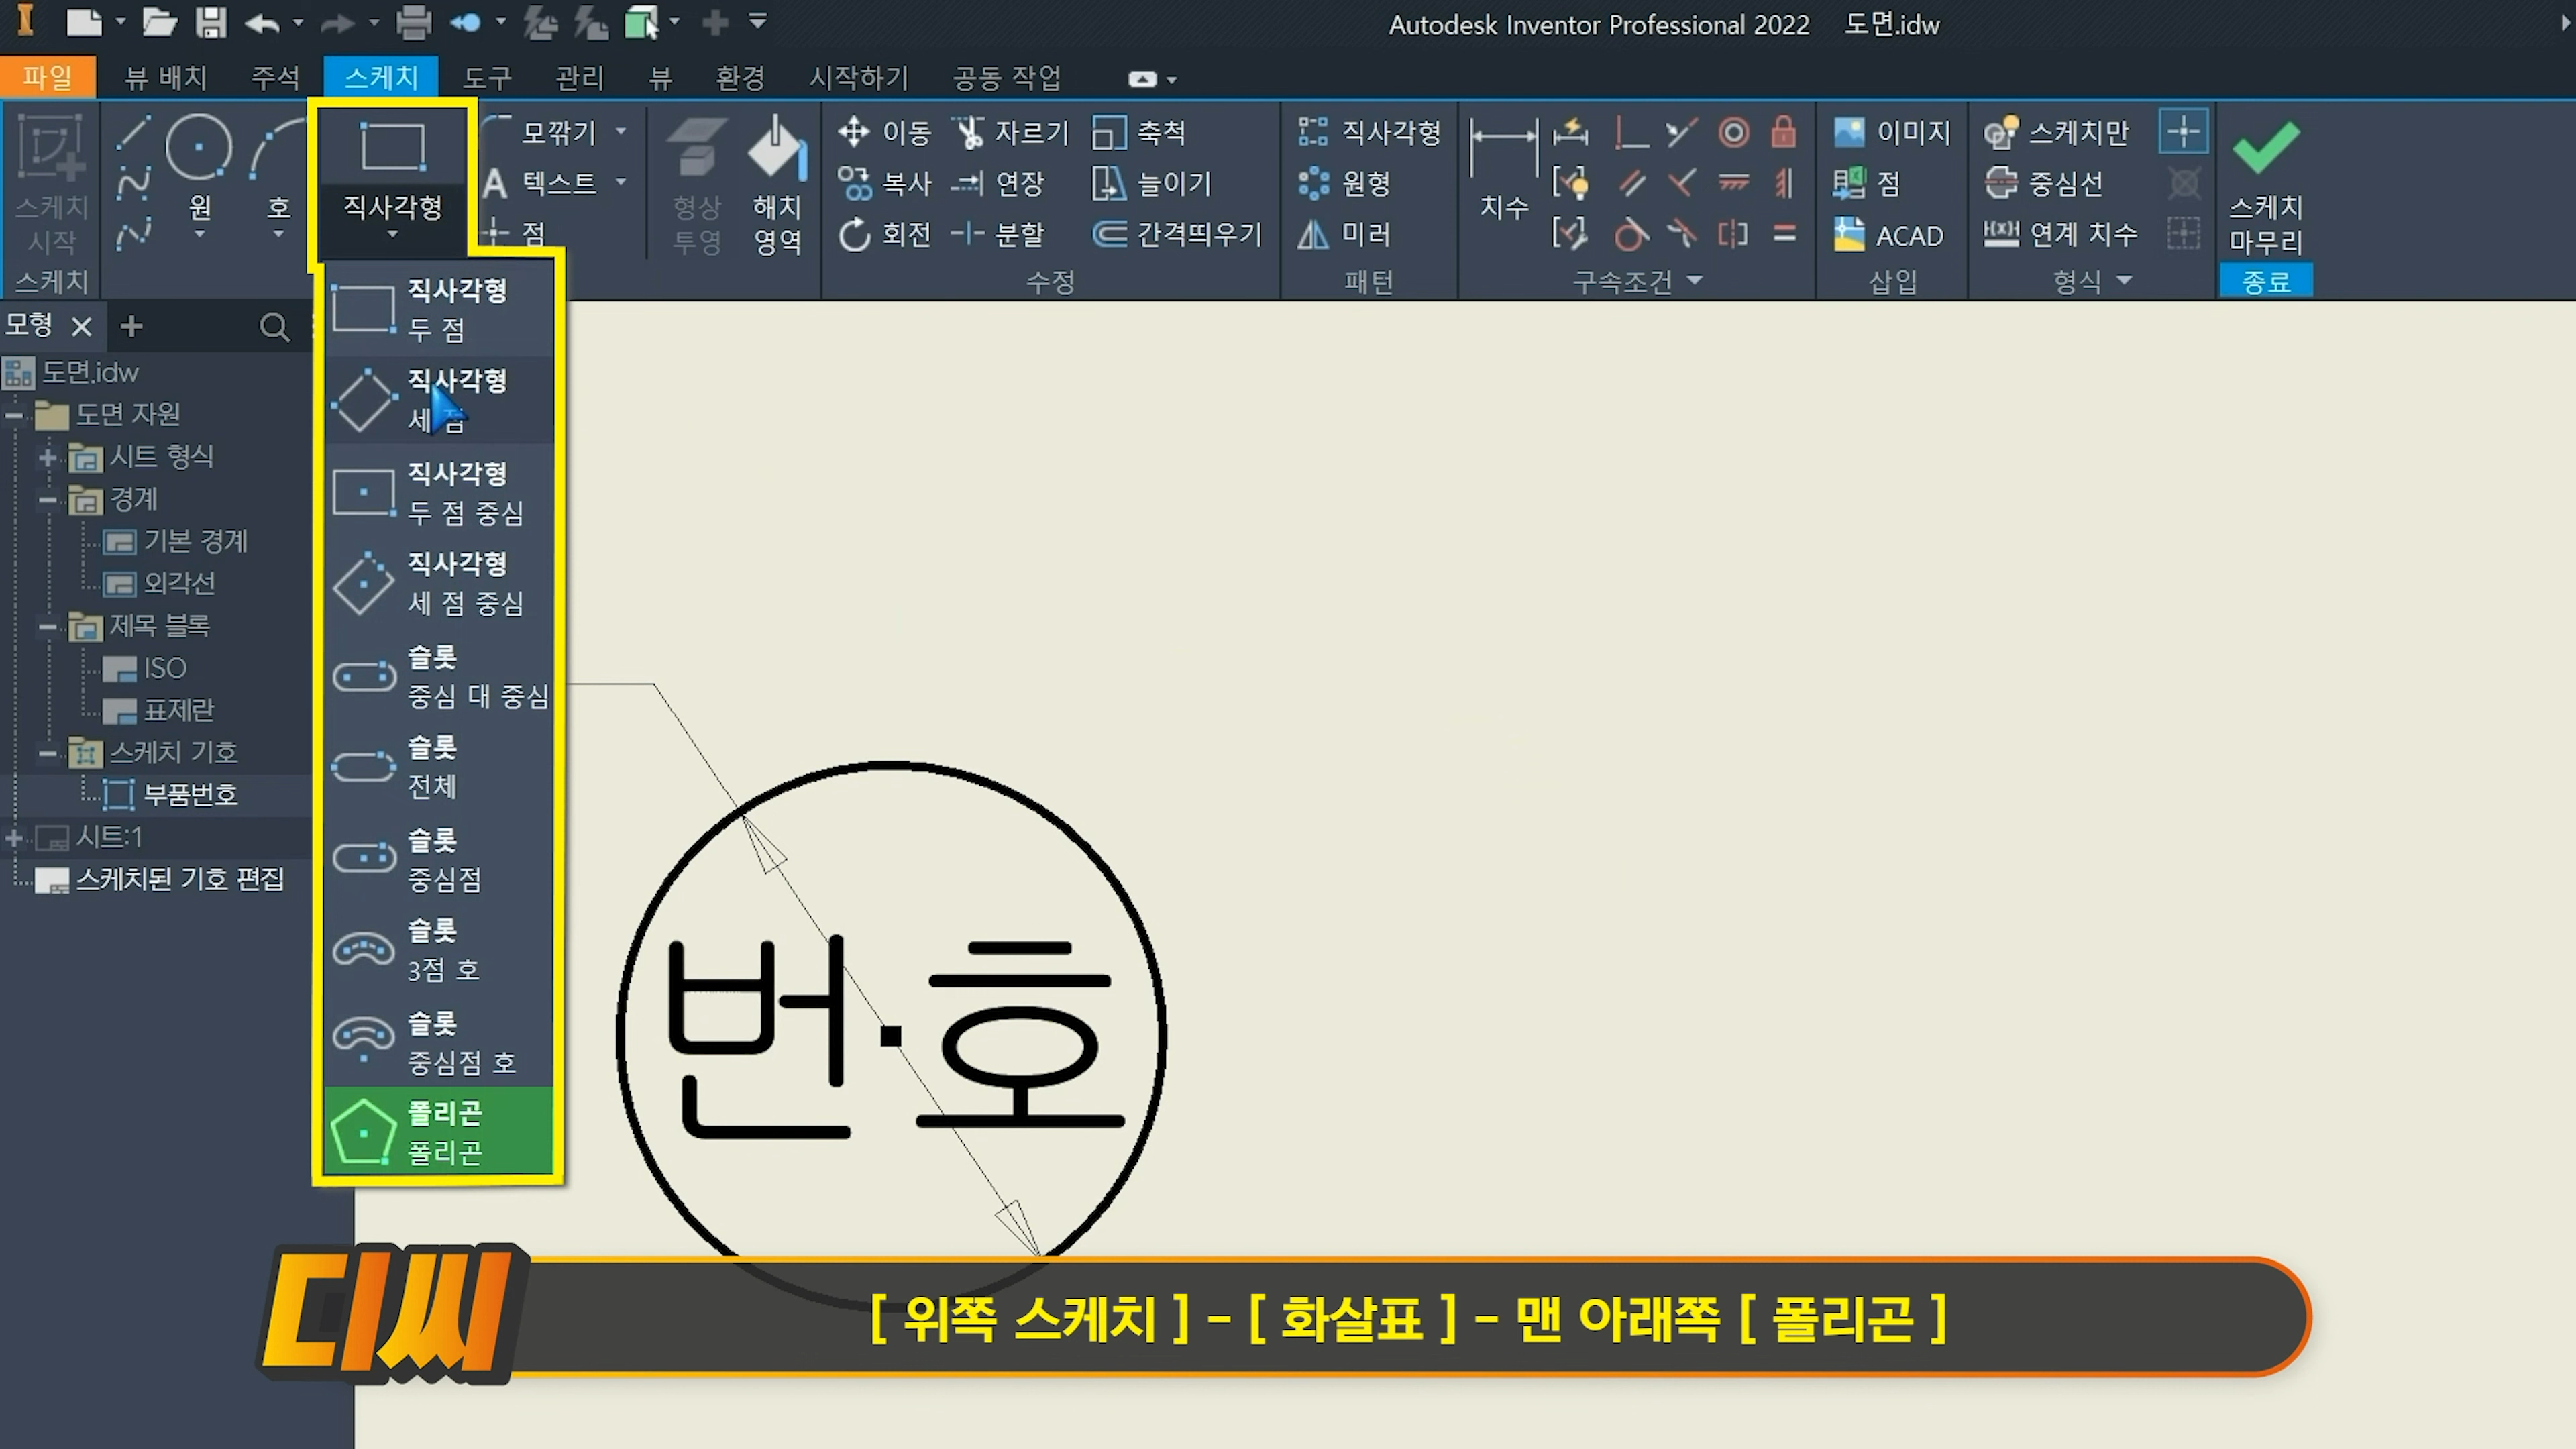 Autodesk Inventor Professional 2022 도면.idw
파일 뷰 배치 주석 스케치 도구 관리 뷰 환경 시작하기 공동 작업
스케치
시작
스케치
원
호
직사각형
모깎기
텍스트
점
형상
투영
해치
영역
이동 자르기 축척
복사 연장 늘이기
회전 분할 간격띄우기
수정
직사각형
원형
미러
패턴
치수
구속조건
이미지
점
ACAD
삽입
스케치만
중심선
연계 치수
형식
스케치
마무리
종료
모형
도면.idw
도면 자원
시트 형식
경계
기본 경계
외각선
제목 블록
ISO
표제란
스케치 기호
부품번호
시트:1
스케치된 기호 편집
직사각형
두 점
직사각형
세 점
직사각형
두 점 중심
직사각형
세 점 중심
슬롯
중심 대 중심
슬롯
전체
슬롯
중심점
슬롯
3점 호
슬롯
중심점 호
폴리곤
폴리곤
번호
디씨
[ 위쪽 스케치 ] - [ 화살표 ] - 맨 아래쪽 [ 폴리곤 ]